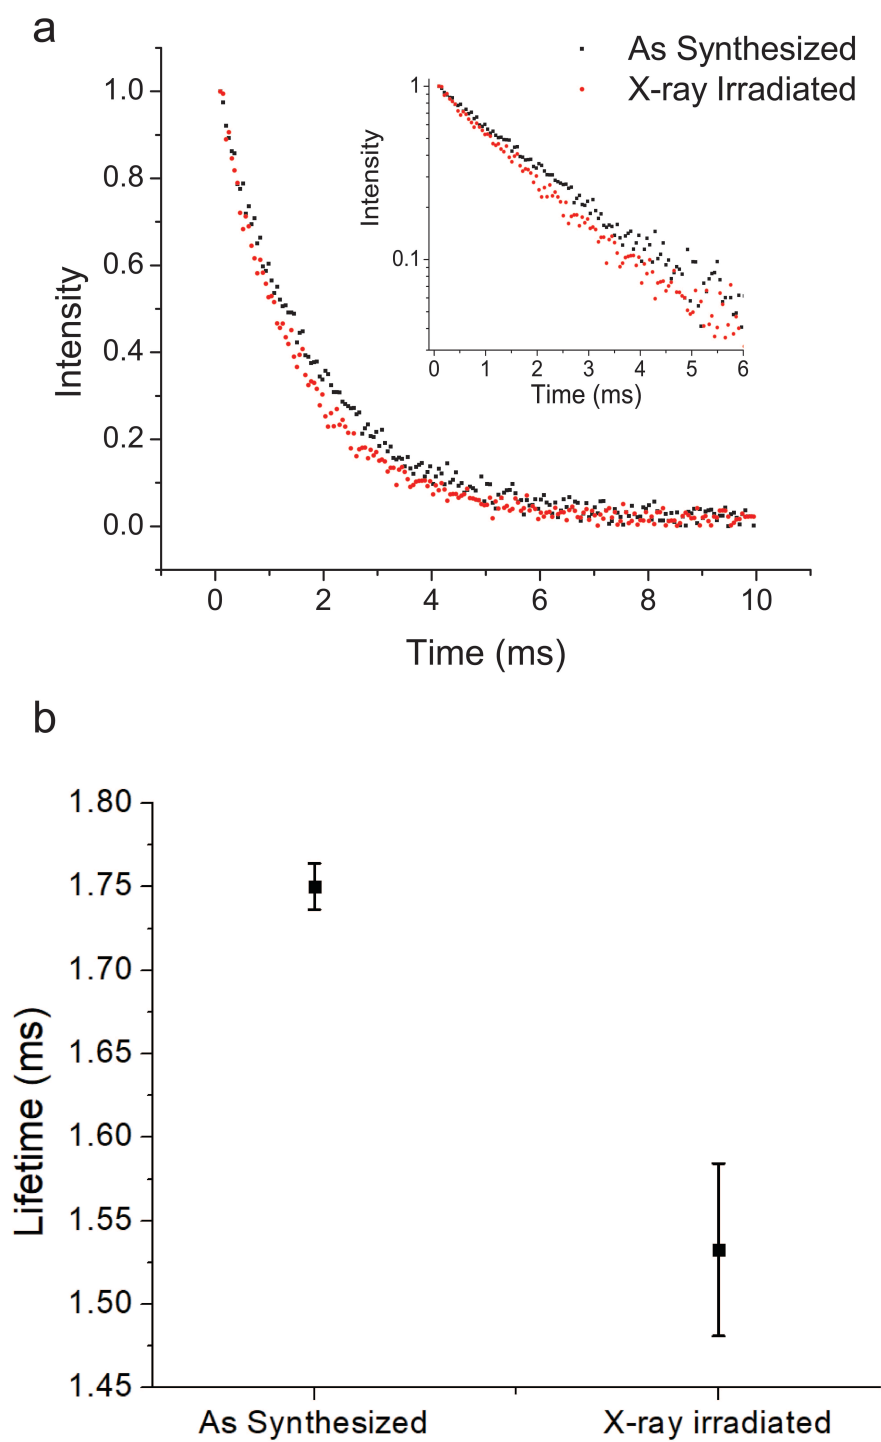 a
As Synthesized
X-ray Irradiated
1.0
0.8
0.6
0.4
0.2
0.0
Intensity
0
2
4
6
8
10
Time (ms)
1
0.1
Intensity
0
1
2
3
4
5
6
Time (ms)
b
1.80
1.75
1.70
1.65
1.60
1.55
1.50
1.45
Lifetime (ms)
As Synthesized
X-ray irradiated